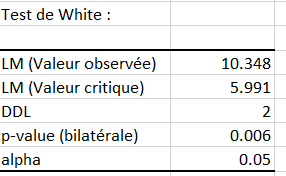 Test de White :
LM (Valeur observée) 10.348
LM (Valeur critique) 5.991
DDL 2
p-value (bilatérale) 0.006
alpha 0.05